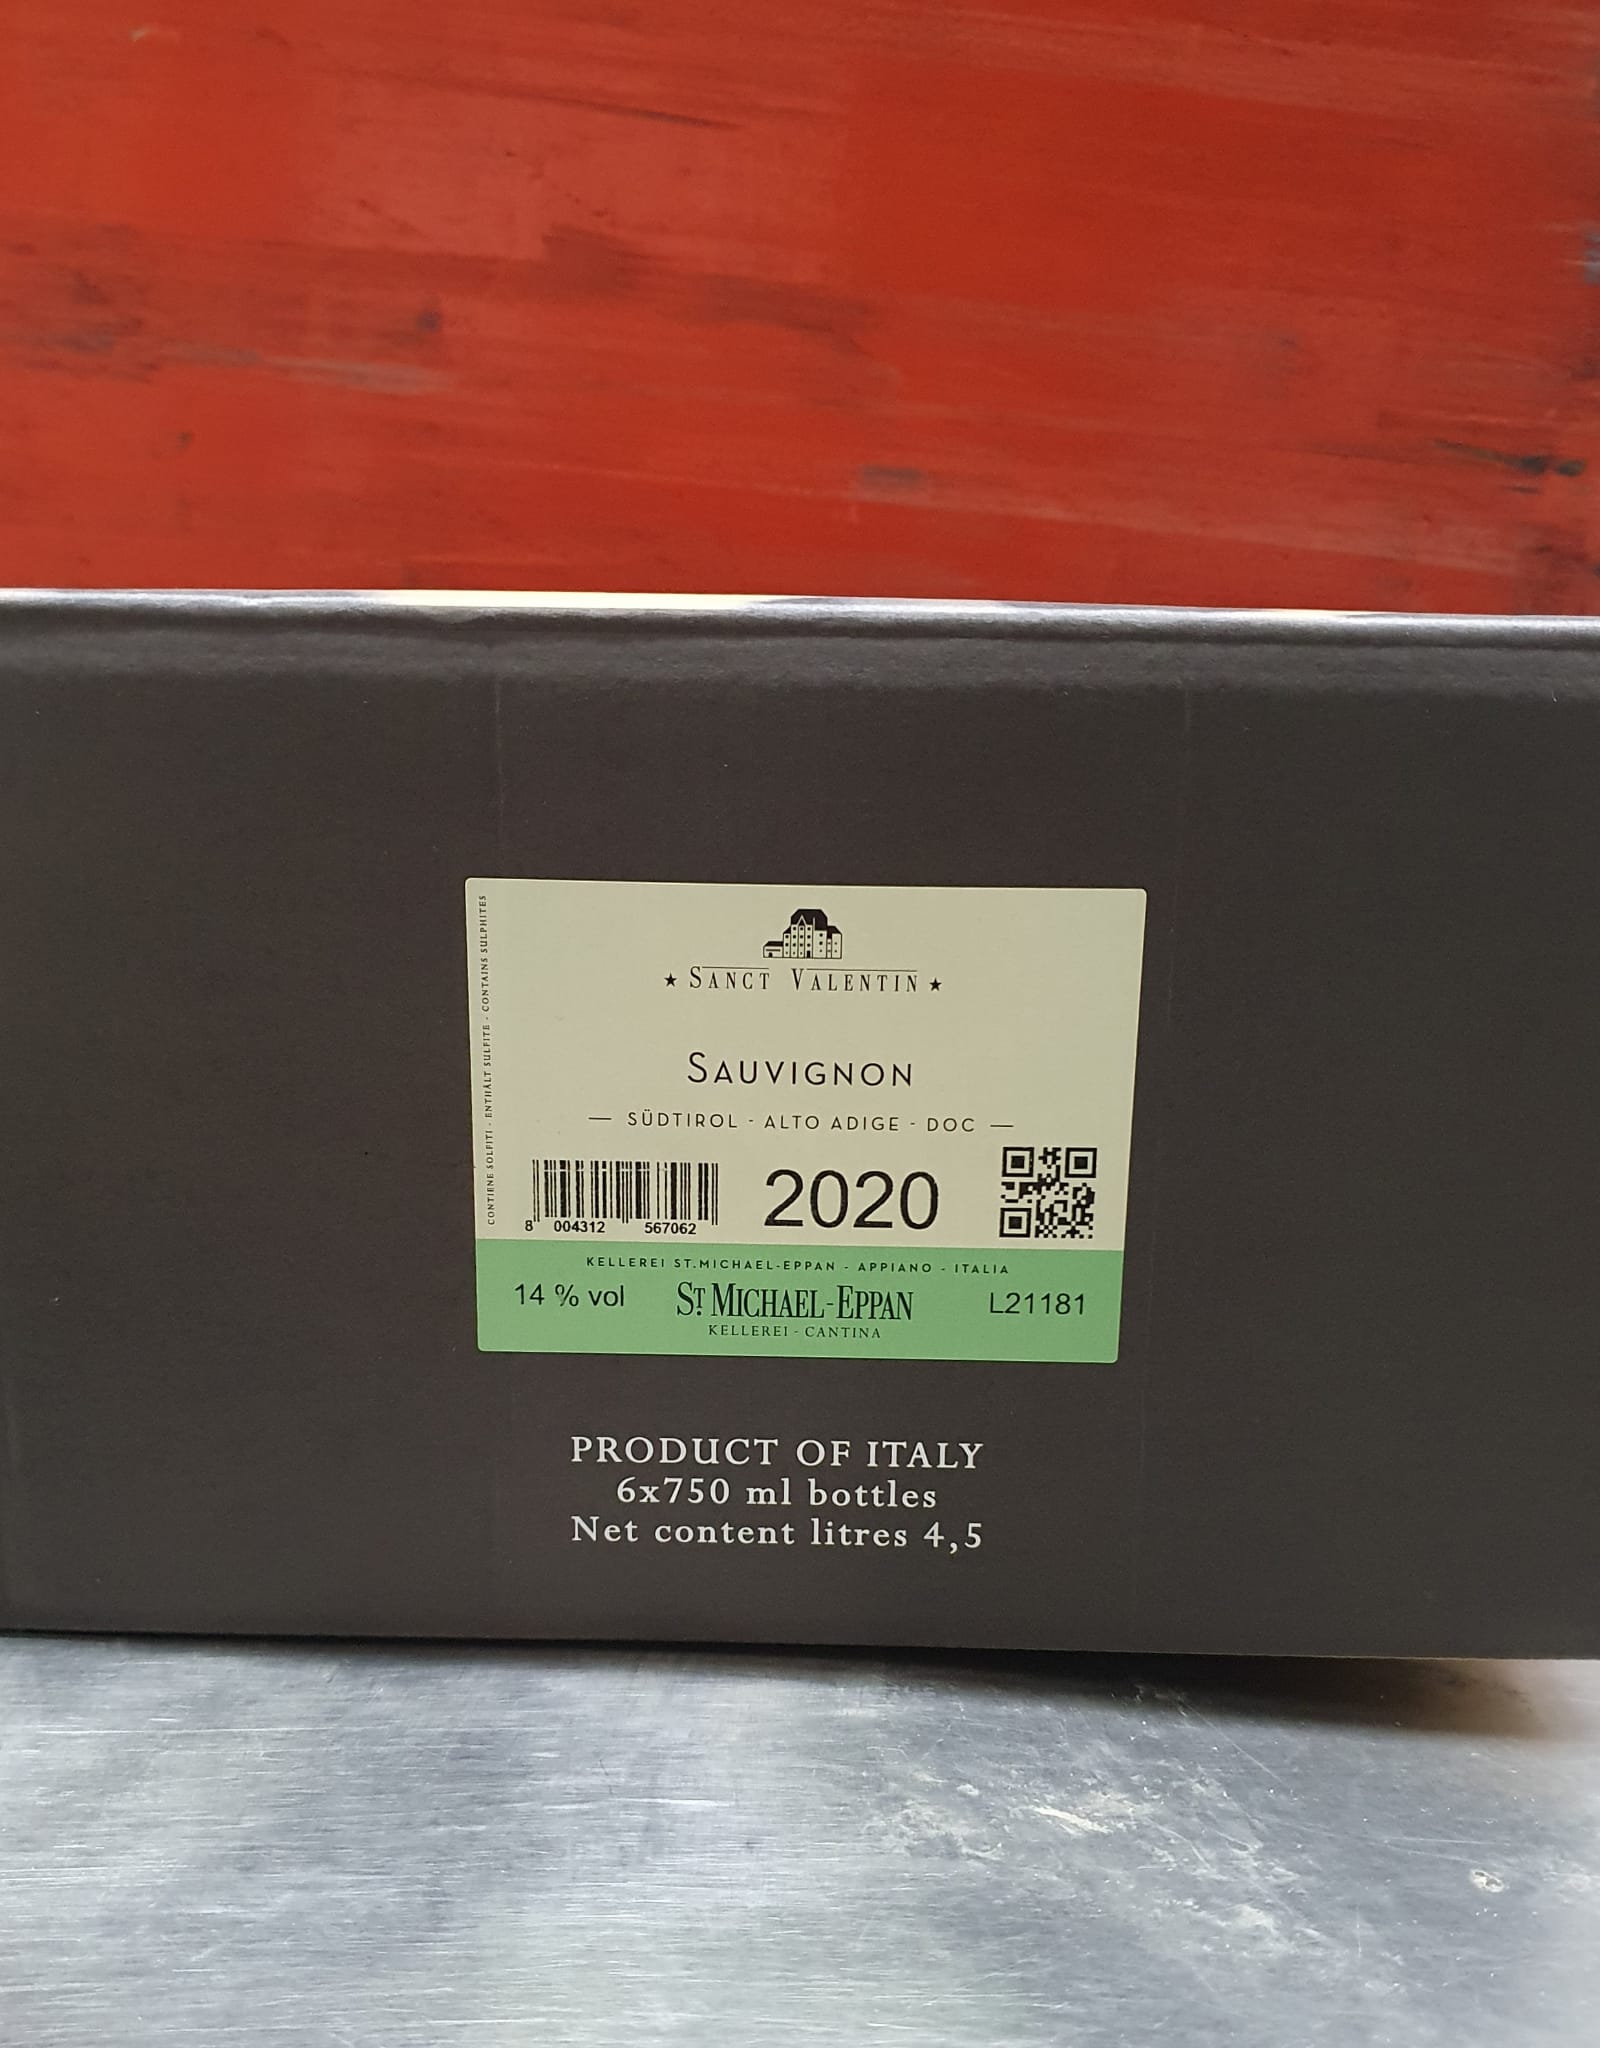 CONTIENE SOLFITI - ENTHÄLT SULFITE - CONTAINS SULPHITES
★ SANCT VALENTIN ★
SAUVIGNON
— SÜDTIROL - ALTO ADIGE - DOC —
2020
8 004312 567062
KELLEREI ST.MICHAEL-EPPAN - APPIANO - ITALIA
14 % vol
ST. MICHAEL-EPPAN
L21181
KELLEREI - CANTINA
PRODUCT OF ITALY
6x750 ml bottles
Net content litres 4,5